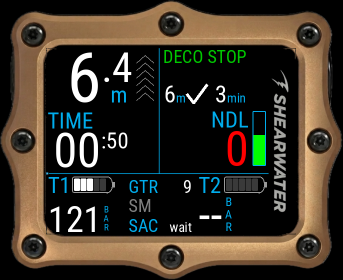 6.4 m
DECO STOP
6m 3min
TIME
00:50
NDL
0
T1 GTR 9 T2
121 BAR SM -- BAR
SAC wait
SHEARWATER